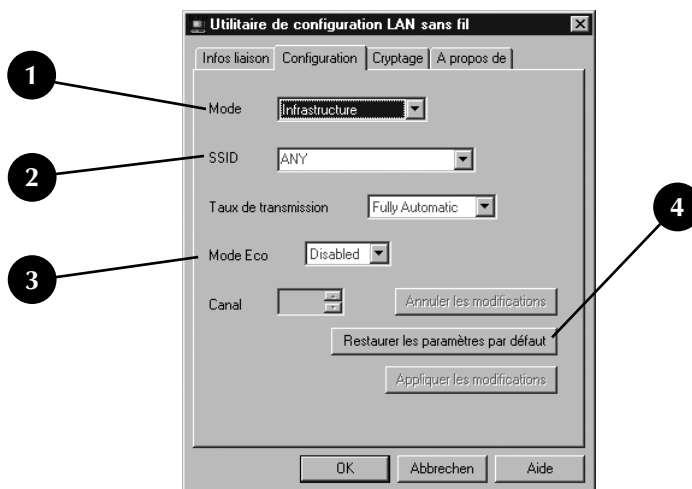 Utilitaire de configuration LAN sans fil
Infos liaison Configuration Cryptage A propos de
1
Mode Infrastructure
2
SSID ANY
Taux de transmission Fully Automatic
4
3
Mode Eco Disabled
Canal Annuler les modifications
Restaurer les paramètres par défaut
Appliquer les modifications
OK Abbrechen Aide